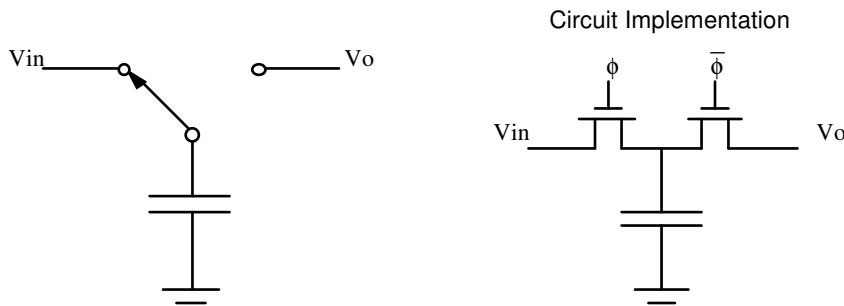 Circuit Implementation
Vin
Vo
ϕ
ϕ̅
Vin
Vo